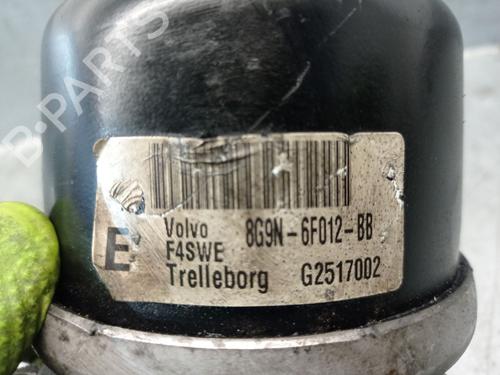 B-PARTS
E
Volvo 8G9N-6F012-BB
F4SWE
Trelleborg G2517002